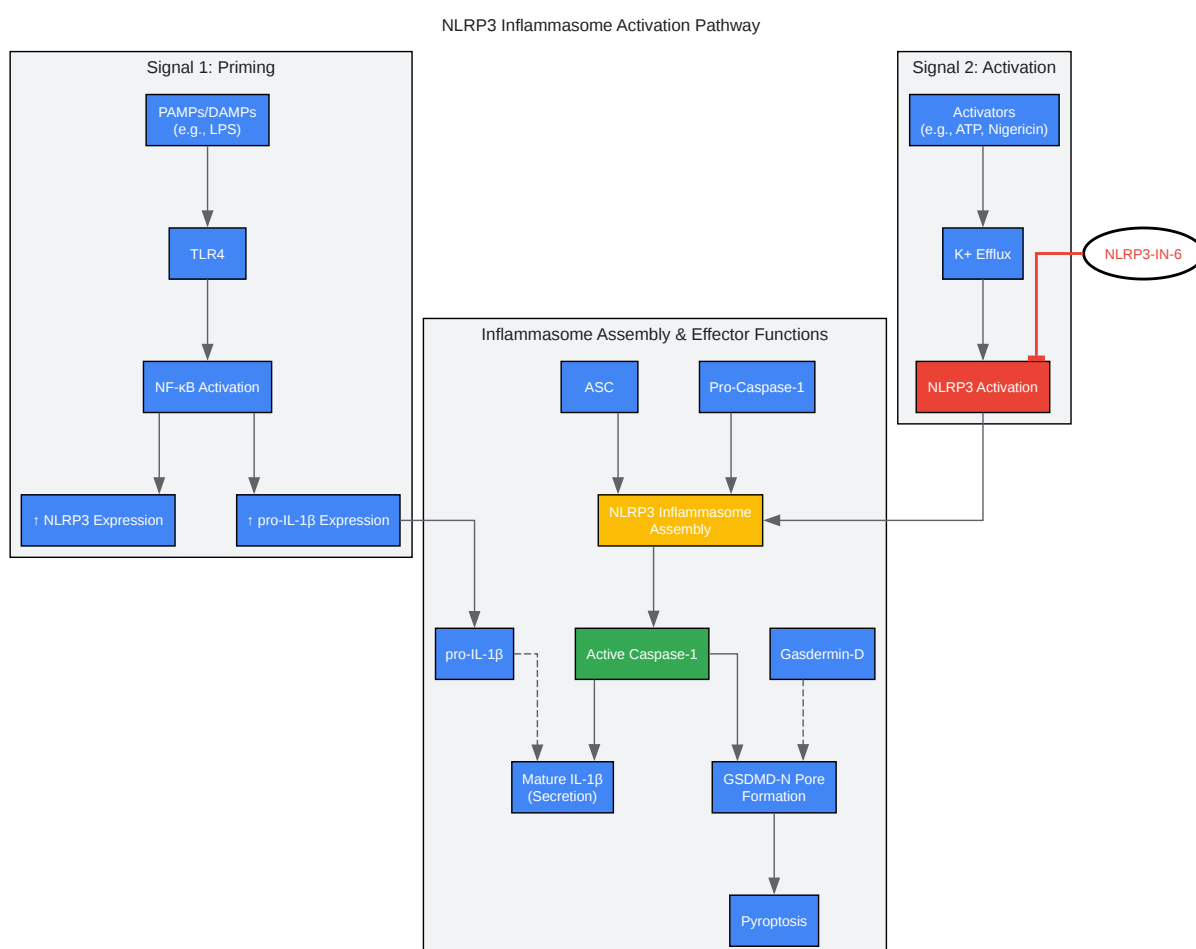 NLRP3 Inflammasome Activation Pathway
Signal 1: Priming
PAMPs/DAMPs
(e.g., LPS)
TLR4
NF-κB Activation
↑ NLRP3 Expression
↑ pro-IL-1β Expression
Signal 2: Activation
Activators
(e.g., ATP, Nigericin)
K+ Efflux
NLRP3-IN-6
NLRP3 Activation
Inflammasome Assembly & Effector Functions
ASC
Pro-Caspase-1
NLRP3 Inflammasome
Assembly
pro-IL-1β
Active Caspase-1
Gasdermin-D
Mature IL-1β
(Secretion)
GSDMD-N Pore
Formation
Pyroptosis